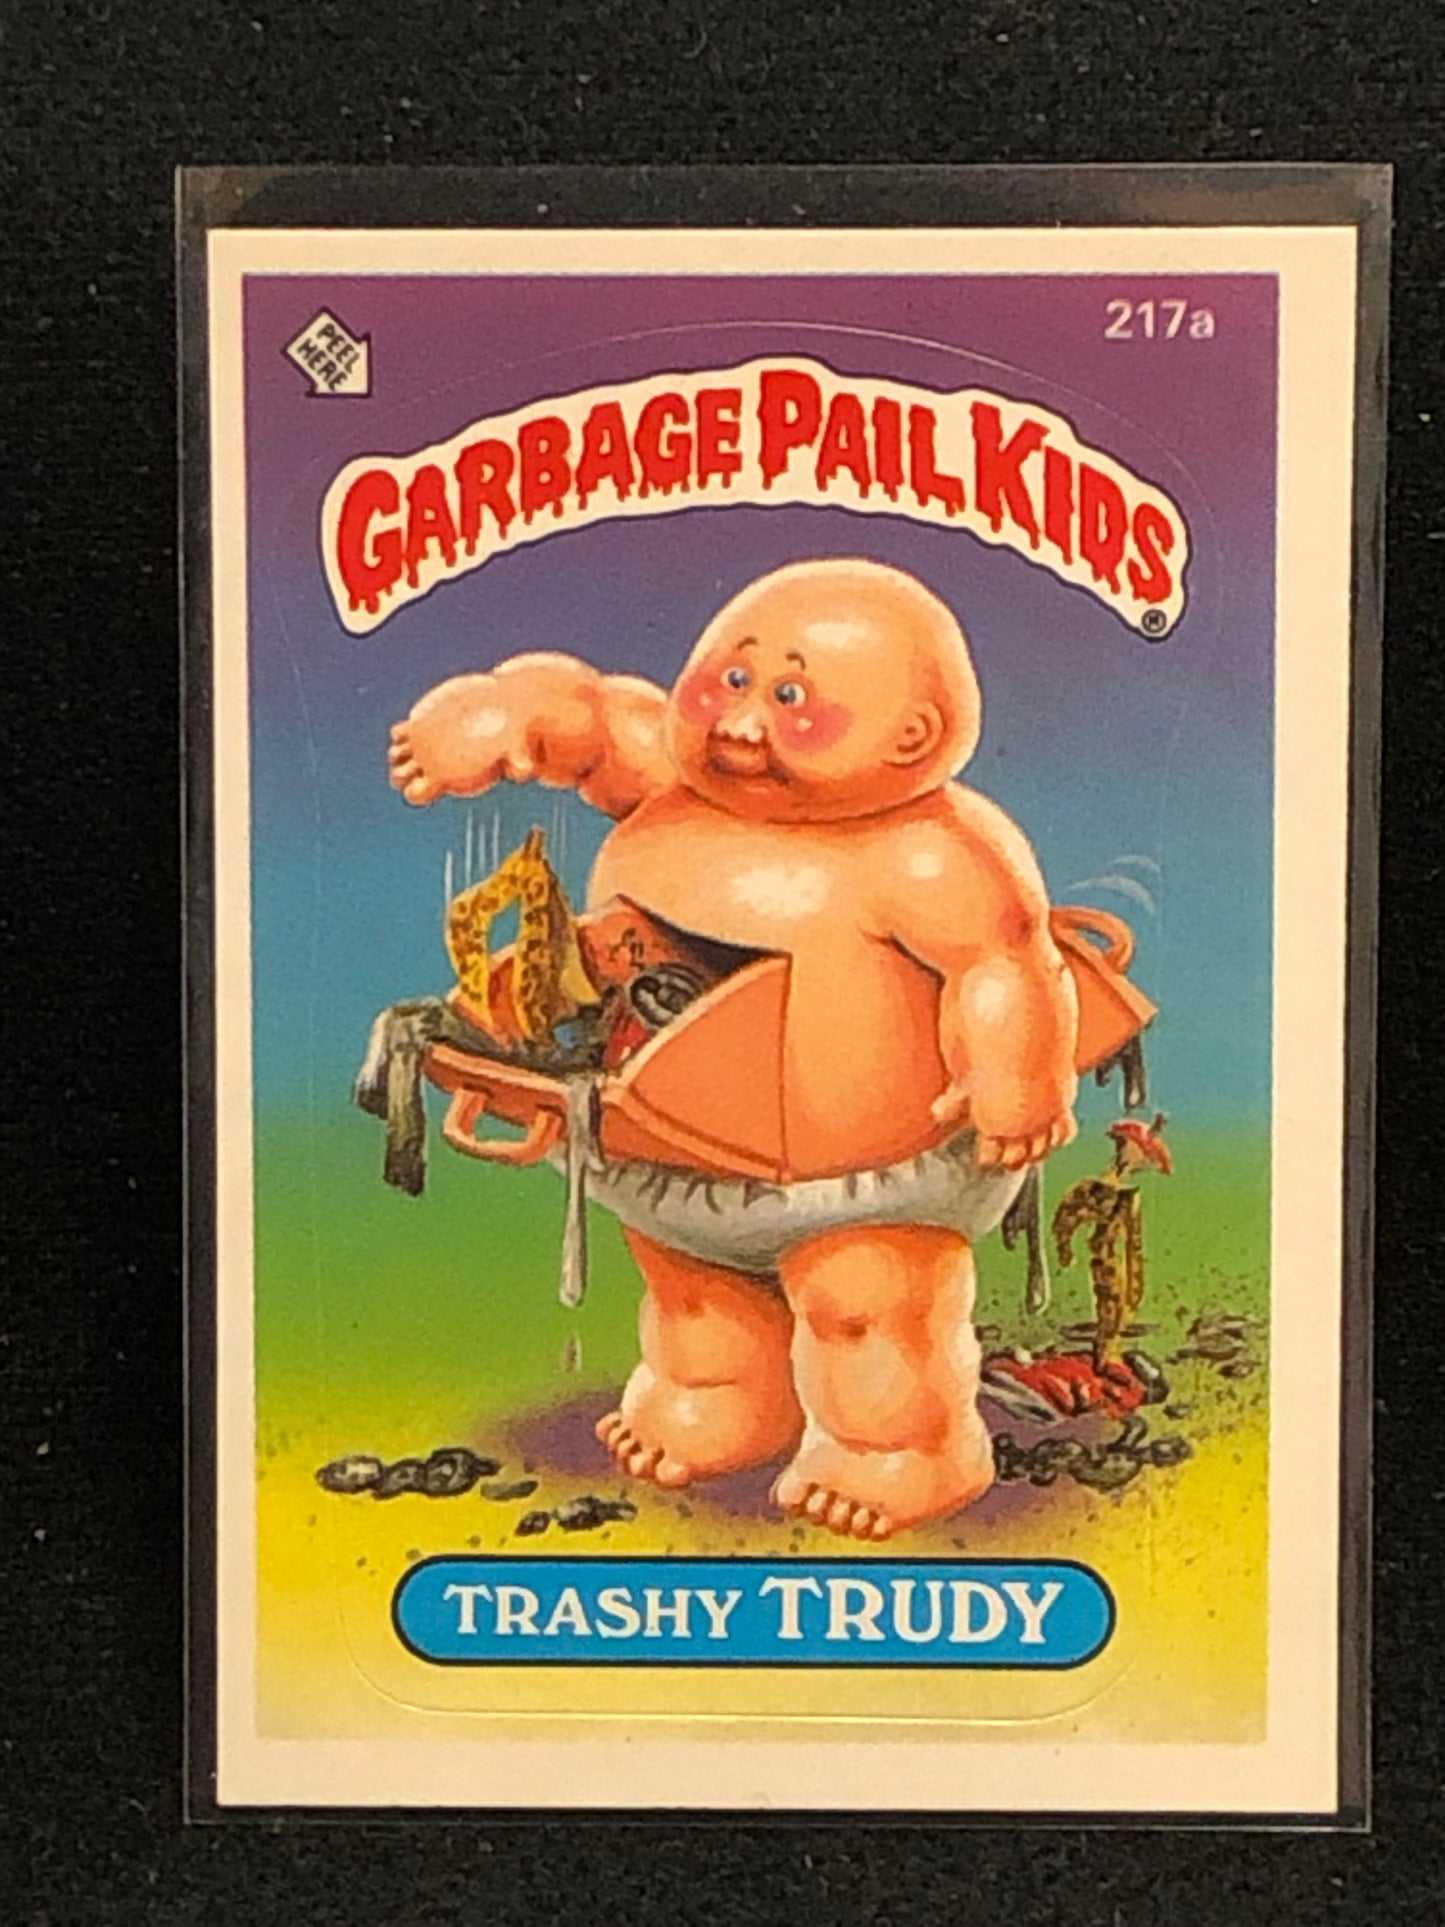 PEEL
HERE
217a
GARBAGE PAIL KIDS
®
TRASHY TRUDY